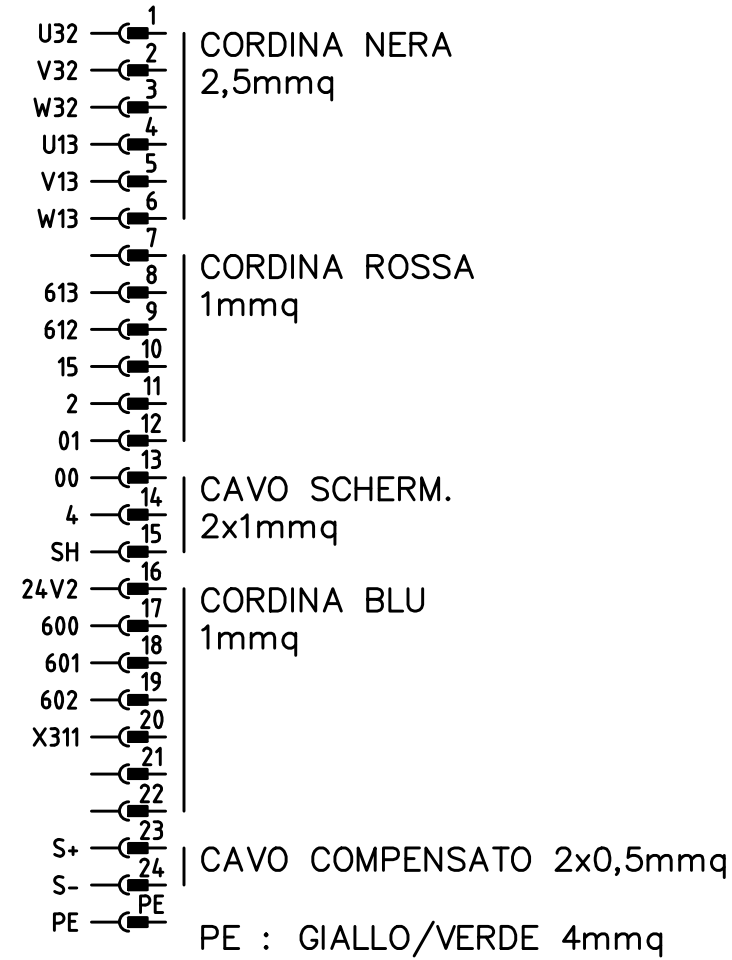 U32 1
V32 2
W32 3
U13 4
V13 5
W13 6
CORDINA NERA
2,5mmq
7
613 8
612 9
15 10
2 11
01 12
CORDINA ROSSA
1mmq
00 13
4 14
SH 15
CAVO SCHERM.
2x1mmq
24V2 16
600 17
601 18
602 19
X311 20
21
22
CORDINA BLU
1mmq
S+ 23
S- 24
CAVO COMPENSATO 2x0,5mmq
PE PE
PE : GIALLO/VERDE 4mmq